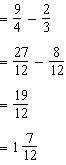 = 9/4 − 2/3
= 27/12 − 8/12
= 19/12
= 1 7/12